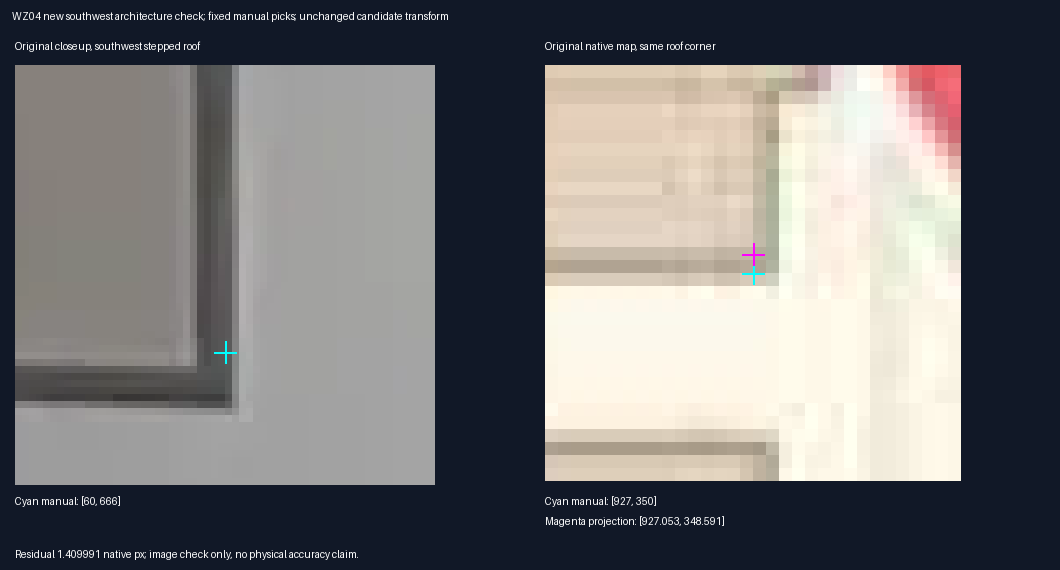 WZ04 new southwest architecture check; fixed manual picks; unchanged candidate transform
Original closeup, southwest stepped roof
Original native map, same roof corner
Cyan manual: [60, 666]
Cyan manual: [927, 350]
Magenta projection: [927.053, 348.591]
Residual 1.409991 native px; image check only, no physical accuracy claim.